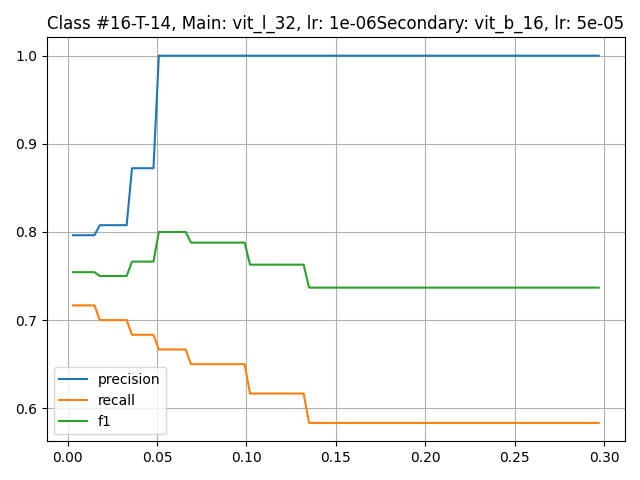 Class #16-T-14, Main: vit_l_32, lr: 1e-06Secondary: vit_b_16, lr: 5e-05
1.0
0.9
0.8
0.7
0.6
precision
recall
f1
0.00 0.05 0.10 0.15 0.20 0.25 0.30